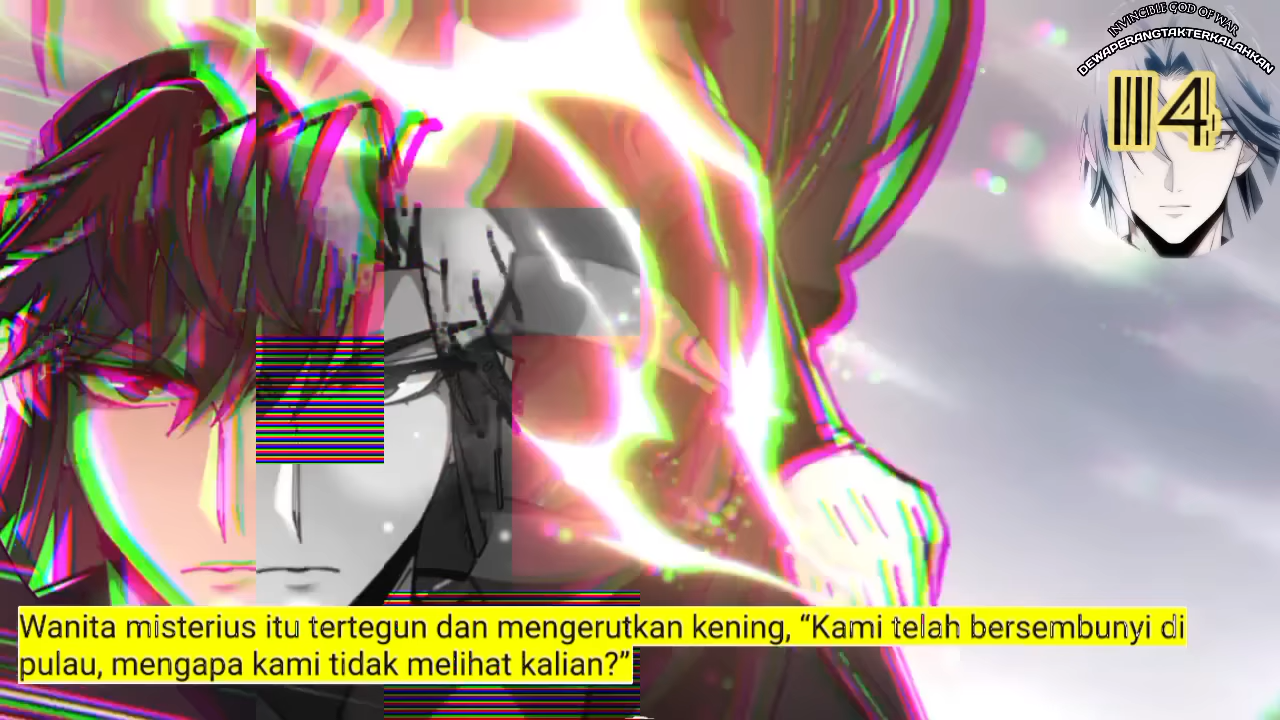 INVINCIBLE GOD OF WAR
DEWAPERANGTAKTERKALAHKAN
Wanita misterius itu tertegun dan mengerutkan kening, “Kami telah bersembunyi di
pulau, mengapa kami tidak melihat kalian?”